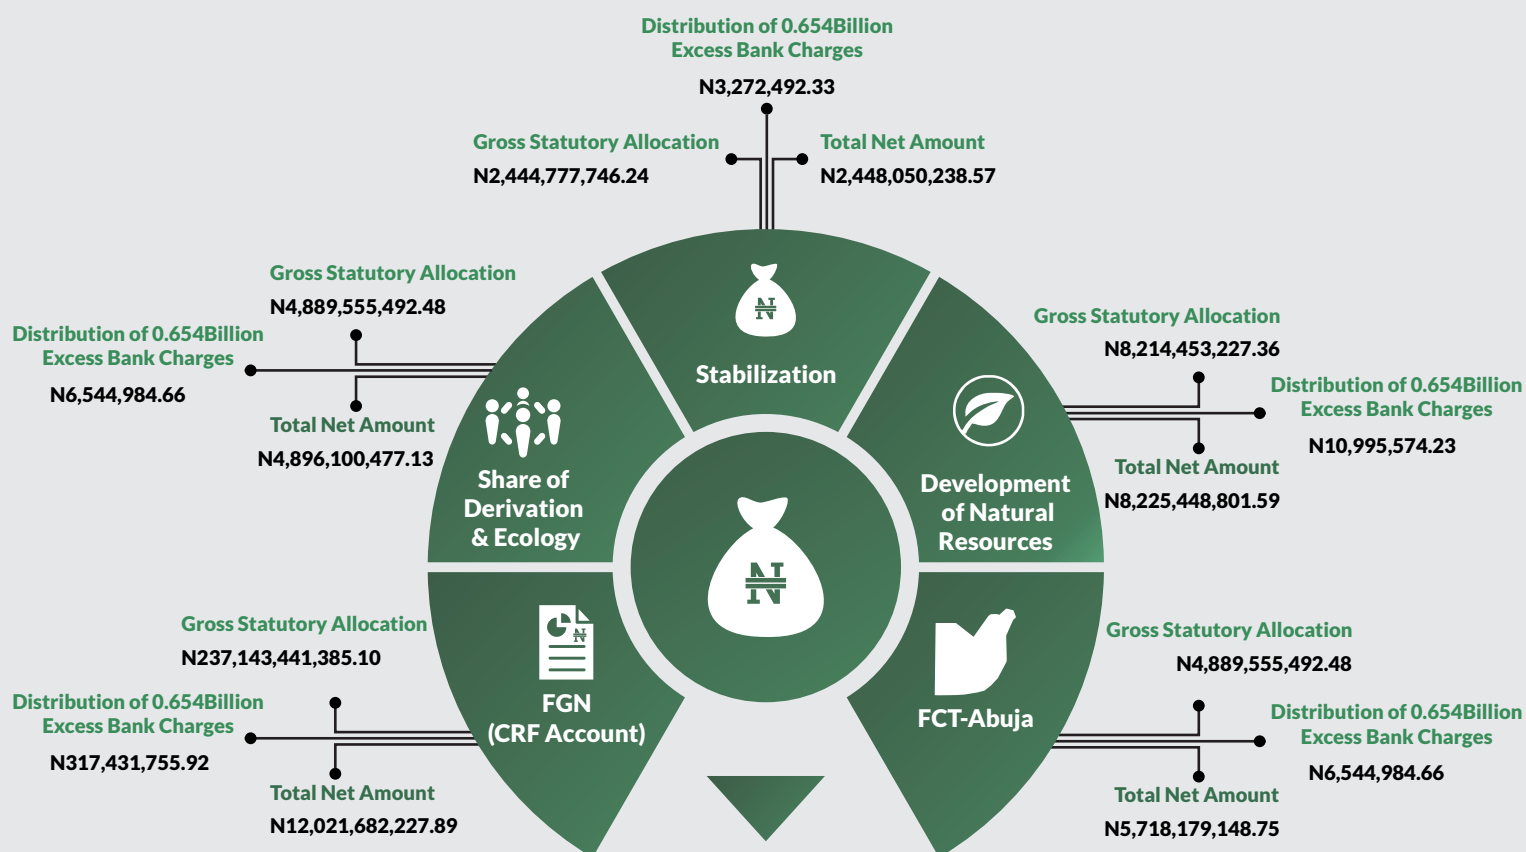 Distribution of 0.654Billion
Excess Bank Charges
N3,272,492.33
Gross Statutory Allocation
N2,444,777,746.24
Total Net Amount
N2,448,050,238.57
Stabilization
Gross Statutory Allocation
N4,889,555,492.48
Distribution of 0.654Billion
Excess Bank Charges
N6,544,984.66
Total Net Amount
N4,896,100,477.13
Share of
Derivation
& Ecology
Gross Statutory Allocation
N8,214,453,227.36
Distribution of 0.654Billion
Excess Bank Charges
N10,995,574.23
Total Net Amount
N8,225,448,801.59
Development
of Natural
Resources
Gross Statutory Allocation
N237,143,441,385.10
Distribution of 0.654Billion
Excess Bank Charges
N317,431,755.92
Total Net Amount
N12,021,682,227.89
FGN
(CRF Account)
Gross Statutory Allocation
N4,889,555,492.48
Distribution of 0.654Billion
Excess Bank Charges
N6,544,984.66
Total Net Amount
N5,718,179,148.75
FCT-Abuja